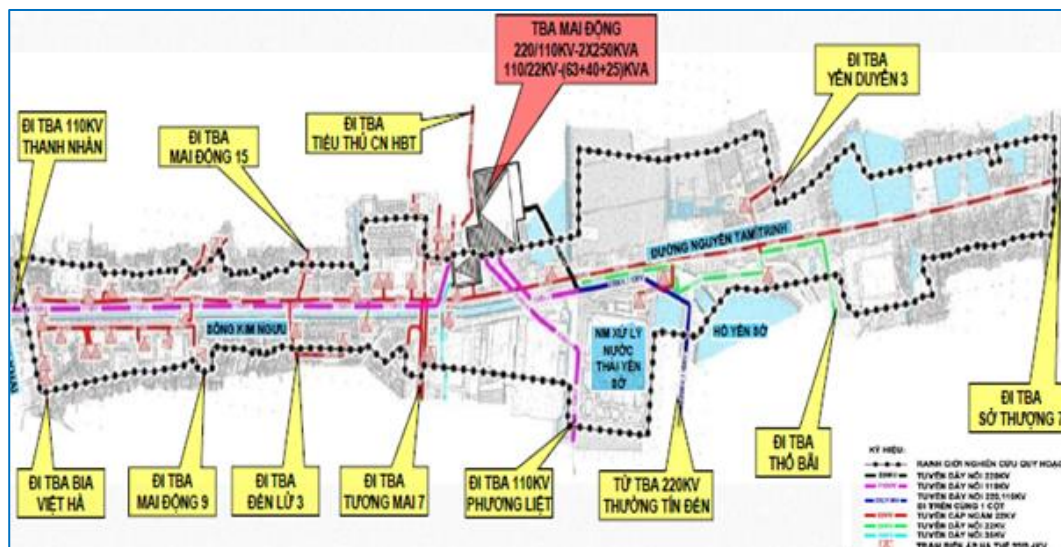 TBA MAI ĐỘNG
220/110KV-2X250KVA
110/22KV-(63+40+25)KVA
ĐI TBA
YÊN DUYÊN 3
ĐI TBA 110KV
THANH NHÀN
ĐI TBA
MAI ĐỘNG 15
ĐI TBA
TIÊU THỦ CN HBT
ĐƯỜNG NGUYỄN TAM TRINH
SÔNG KIM NGƯU
NM XỬ LÝ
NƯỚC
THẢI YÊN
SỞ
HỒ YÊN SỞ
ĐI TBA BIA
VIỆT HÀ
ĐI TBA
MAI ĐỘNG 9
ĐI TBA
ĐỀN LỪ 3
ĐI TBA
TƯƠNG MAI 7
ĐI TBA 110KV
PHƯƠNG LIỆT
TỪ TBA 220KV
THƯỜNG TÍN ĐẾN
ĐI TBA
THỔ BÃI
ĐI TBA
SỞ THƯỢNG 7
KÝ HIỆU:
RANH GIỚI NGHIÊN CỨU QUY HOẠCH
TUYẾN DÂY NỔI 220KV
TUYẾN DÂY NỔI 110KV
TUYẾN DÂY NỔI 220,110KV
ĐI TRÊN CÙNG 1 CỘT
TUYẾN CÁP NGẦM 22KV
TUYẾN DÂY NỔI 22KV
TUYẾN DÂY NỔI 35KV
TRẠM BIẾN ÁP HẠ THẾ